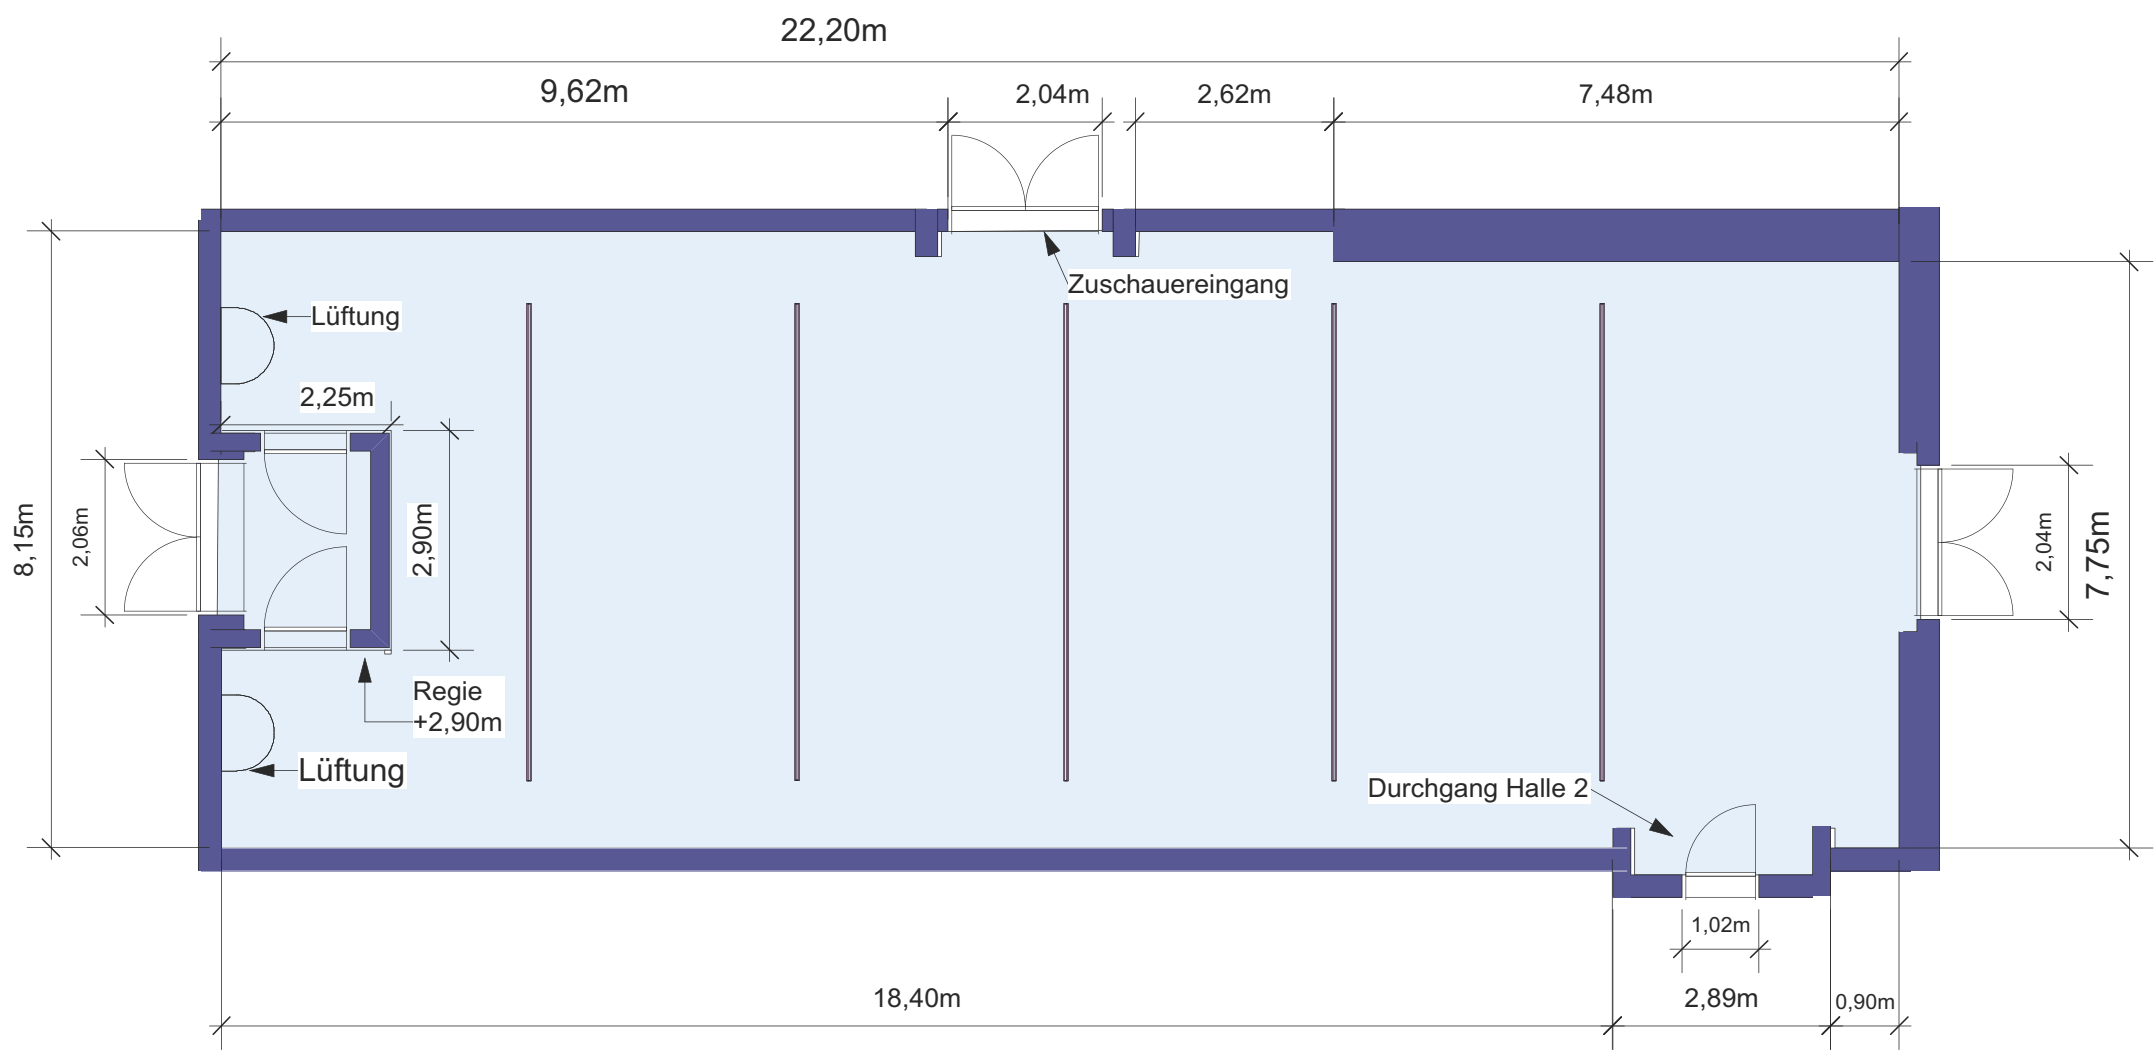 22,20m
9,62m
2,04m
2,62m
7,48m
Zuschauereingang
Lüftung
2,25m
8,15m
2,06m
2,90m
2,04m
7,75m
Regie
+2,90m
Lüftung
Durchgang Halle 2
1,02m
18,40m
2,89m
0,90m